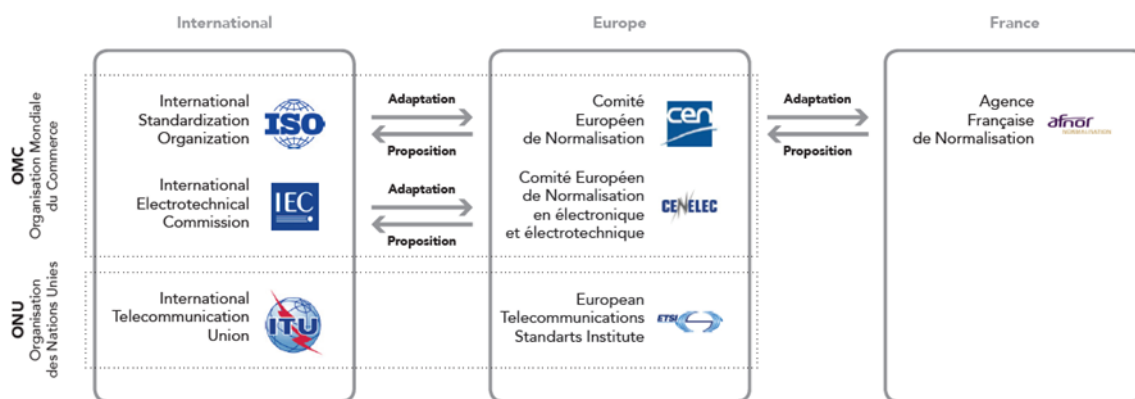 International
Europe
France
OMC
Organisation Mondiale
du Commerce
International
Standardization
Organization
ISO
Adaptation
Proposition
Comité
Européen
de Normalisation
cen
Adaptation
Proposition
Agence
Française
de Normalisation
afnor
NORMALISATION
International
Electrotechnical
Commission
IEC
Adaptation
Proposition
Comité Européen
de Normalisation
en électronique
et électrotechnique
CENELEC
ONU
Organisation
des Nations Unies
International
Telecommunication
Union
ITU
European
Telecommunications
Standarts Institute
ETSI